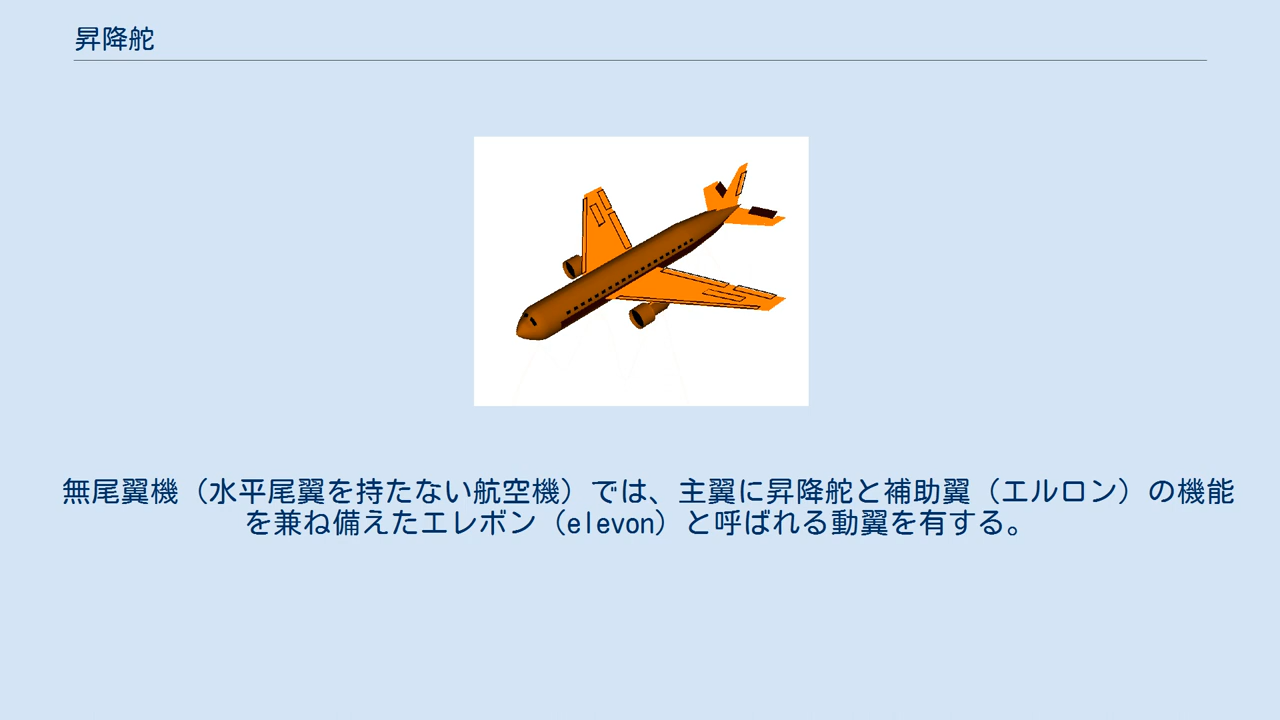 昇降舵
無尾翼機（水平尾翼を持たない航空機）では、主翼に昇降舵と補助翼（エルロン）の機能
を兼ね備えたエレボン（elevon）と呼ばれる動翼を有する。